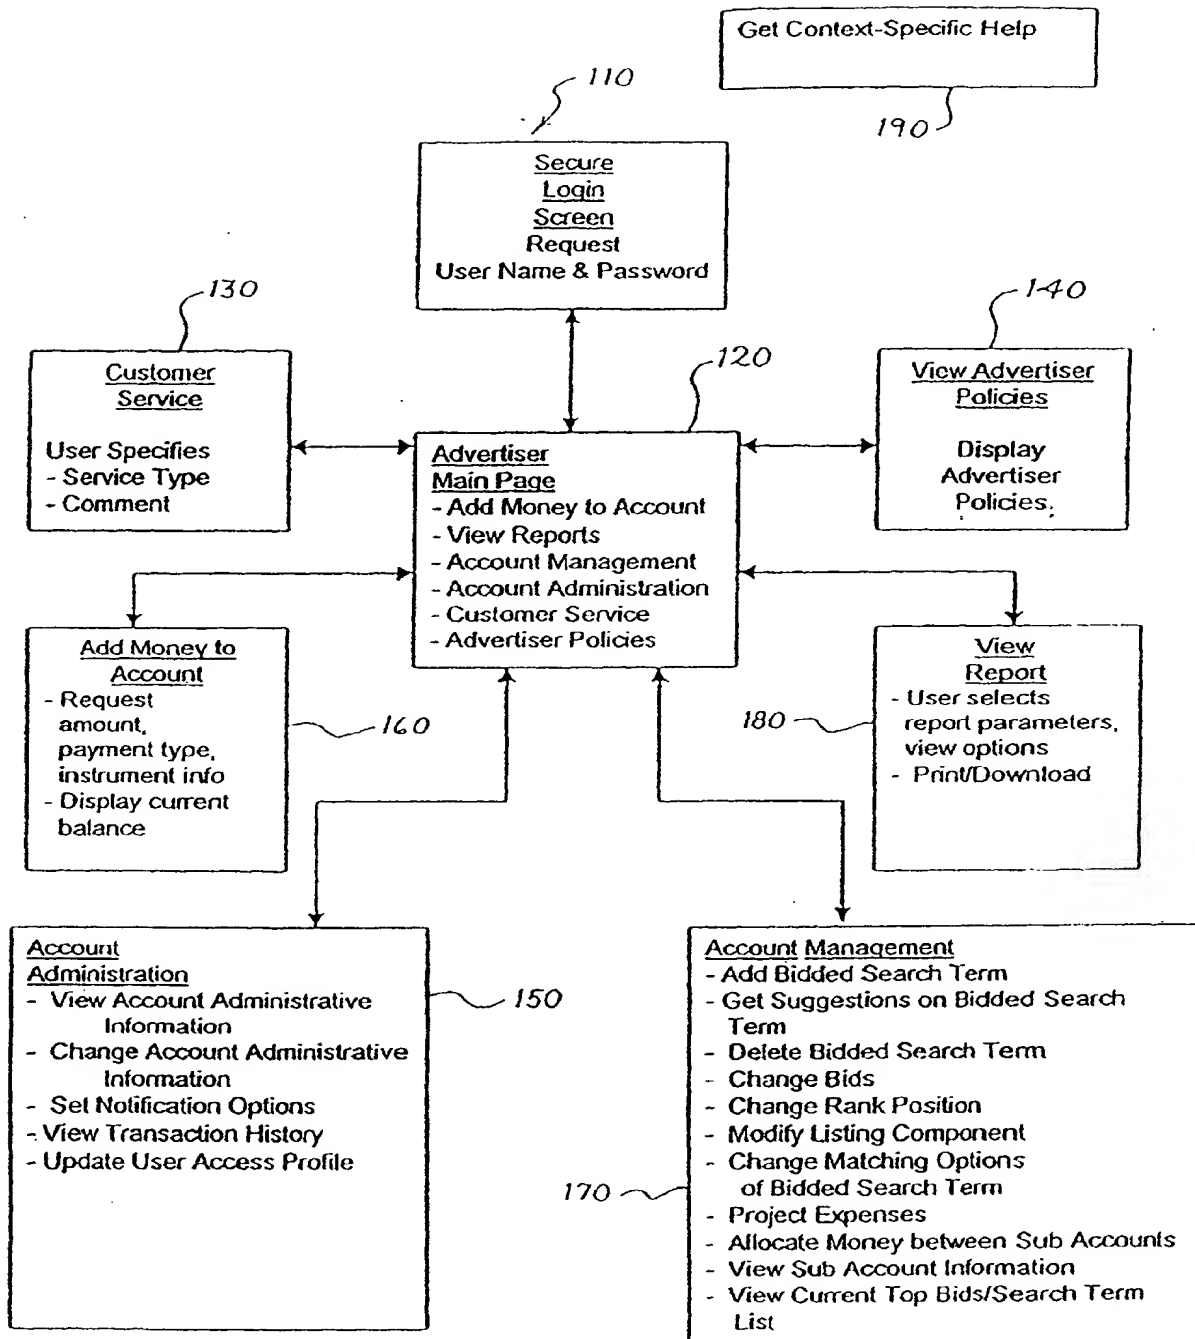 Get Context-Specific Help
190
110
Secure
Login
Screen
Request
User Name & Password
130
Customer
Service
User Specifies
- Service Type
- Comment
140
View Advertiser
Policies
Display
Advertiser
Policies.
120
Advertiser
Main Page
- Add Money to Account
- View Reports
- Account Management
- Account Administration
- Customer Service
- Advertiser Policies
Add Money to
Account
- Request
amount,
payment type,
instrument info
- Display current
balance
160
View
Report
- User selects
report parameters,
view options
- Print/Download
180
Account
Administration
- View Account Administrative
Information
- Change Account Administrative
Information
- Set Notification Options
- View Transaction History
- Update User Access Profile
150
Account Management
- Add Bidded Search Term
- Get Suggestions on Bidded Search
Term
- Delete Bidded Search Term
- Change Bids
- Change Rank Position
- Modify Listing Component
- Change Matching Options
of Bidded Search Term
- Project Expenses
- Allocate Money between Sub Accounts
- View Sub Account Information
- View Current Top Bids/Search Term
List
170